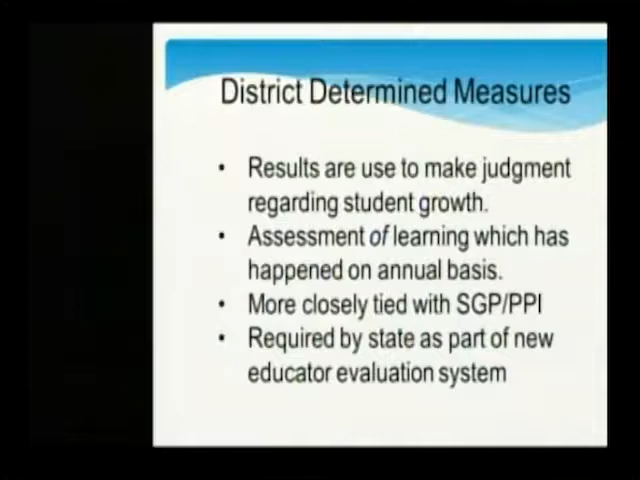 District Determined Measures
• Results are use to make judgment
regarding student growth.
• Assessment of learning which has
happened on annual basis.
• More closely tied with SGP/PPI
• Required by state as part of new
educator evaluation system